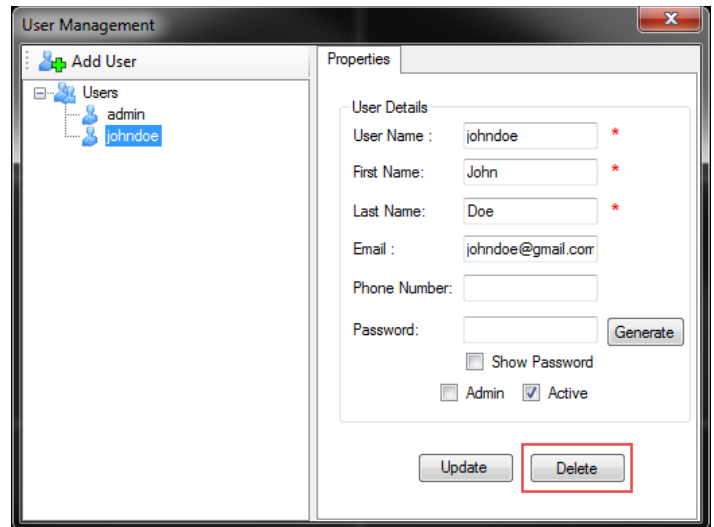 User Management
Add User
Users
admin
johndoe
Properties
User Details
User Name : johndoe *
First Name: John *
Last Name: Doe *
Email : johndoe@gmail.com
Phone Number:
Password: Generate
Show Password
Admin Active
Update Delete